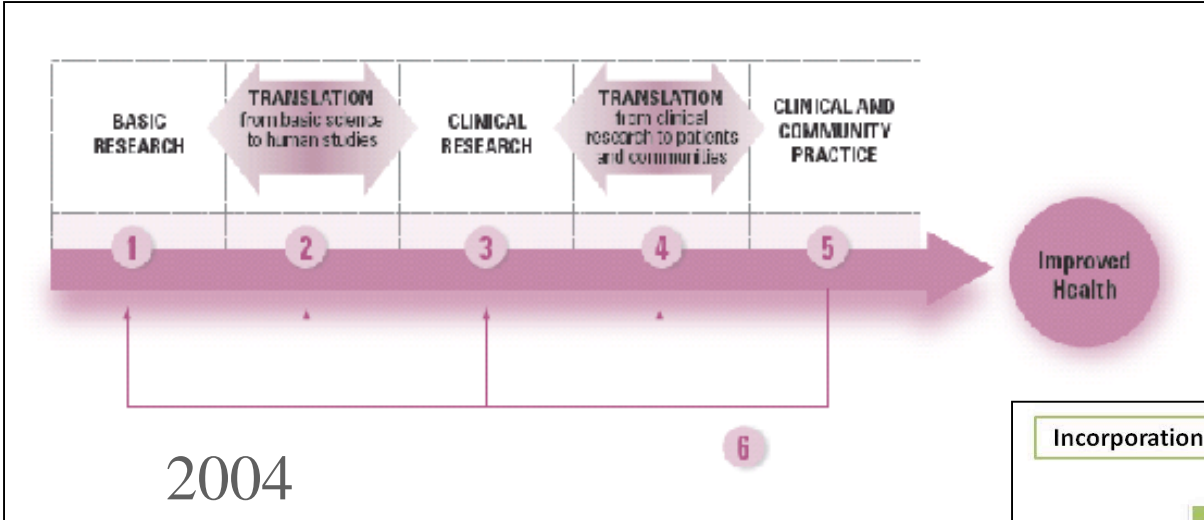 BASIC
RESEARCH
TRANSLATION
from basic science
to human studies
CLINICAL
RESEARCH
TRANSLATION
from clinical
research to patients
and communities
CLINICAL AND
COMMUNITY
PRACTICE
1
2
3
4
5
Improved
Health
6
2004
Incorporation